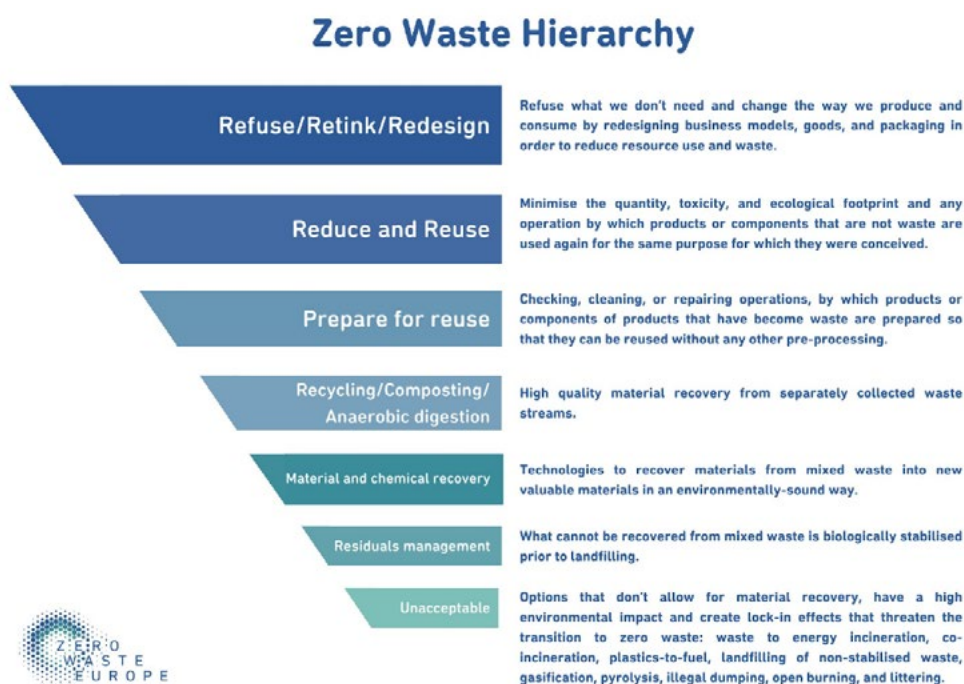 Zero Waste Hierarchy
Refuse/Retink/Redesign
Refuse what we don't need and change the way we produce and
consume by redesigning business models, goods, and packaging in
order to reduce resource use and waste.
Reduce and Reuse
Minimise the quantity, toxicity, and ecological footprint and any
operation by which products or components that are not waste are
used again for the same purpose for which they were conceived.
Prepare for reuse
Checking, cleaning, or repairing operations, by which products or
components of products that have become waste are prepared so
that they can be reused without any other pre-processing.
Recycling/Composting/
Anaerobic digestion
High quality material recovery from separately collected waste
streams.
Material and chemical recovery
Technologies to recover materials from mixed waste into new
valuable materials in an environmentally-sound way.
Residuals management
What cannot be recovered from mixed waste is biologically stabilised
prior to landfilling.
Unacceptable
Options that don't allow for material recovery, have a high
environmental impact and create lock-in effects that threaten the
transition to zero waste: waste to energy incineration, co-
incineration, plastics-to-fuel, landfilling of non-stabilised waste,
gasification, pyrolysis, illegal dumping, open burning, and littering.
ZERO
WASTE
EUROPE